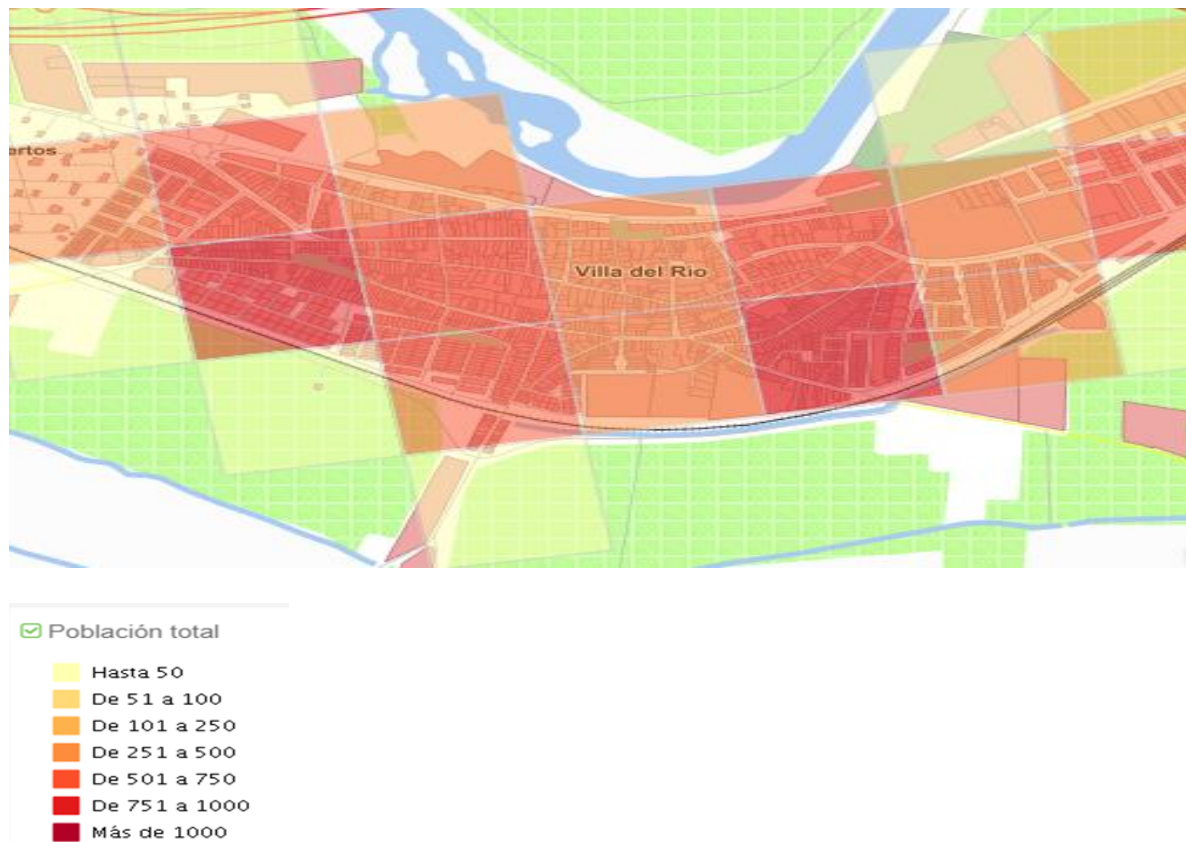 ertos
Villa del Rio
Población total
Hasta 50
De 51 a 100
De 101 a 250
De 251 a 500
De 501 a 750
De 751 a 1000
Más de 1000